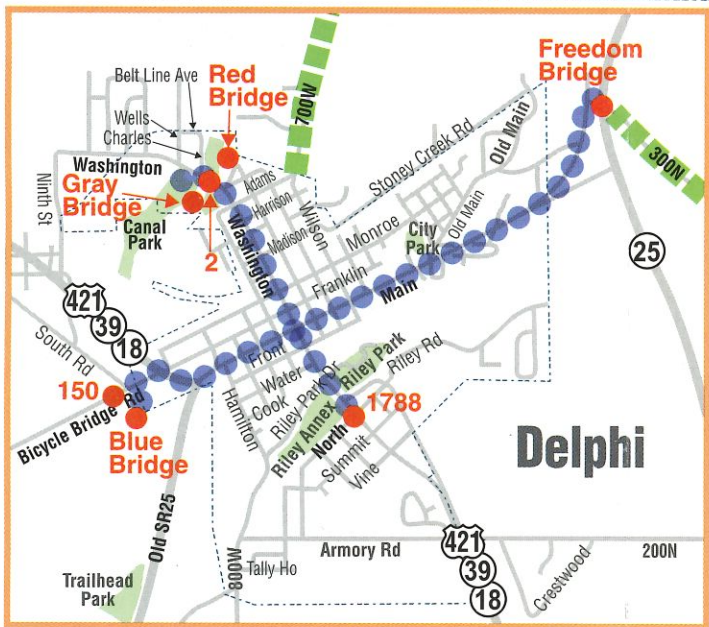 Belt Line Ave
Red
Bridge
700W
Freedom
Bridge
Wells
Charles
Washington
Ninth St
Gray
Bridge
Canal
Park
2
Adams
Harrison
Madison
Washington
Wilson
Stoney Creek Rd
Old Main
300N
Monroe
City
Park
Old Main
25
Franklin
Main
421
39
18
South Rd
Front
Water
Cook
Hamilton
Riley Park Dr
Riley Park
Riley Rd
150
Bicycle Bridge Rd
Blue
Bridge
1788
Riley Annex
North
Summit
Vine
Delphi
Old SR25
800W
Tally Ho
Armory Rd
421
39
18
200N
Crestwood
Trailhead
Park